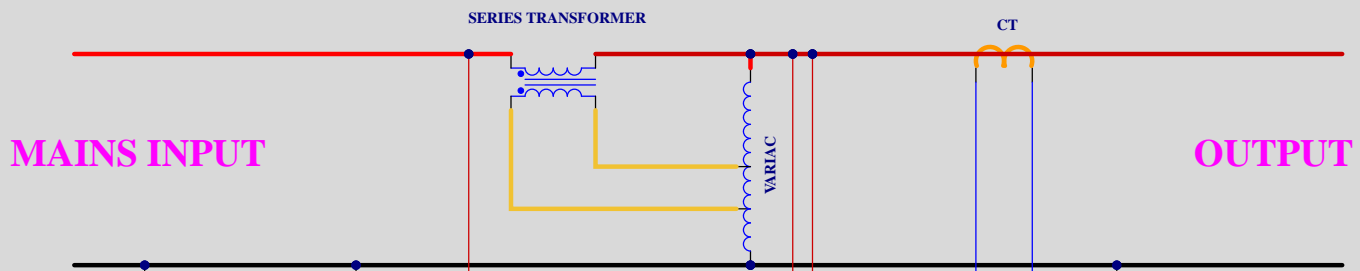 SERIES TRANSFORMER
CT
MAINS INPUT
VARIAC
OUTPUT